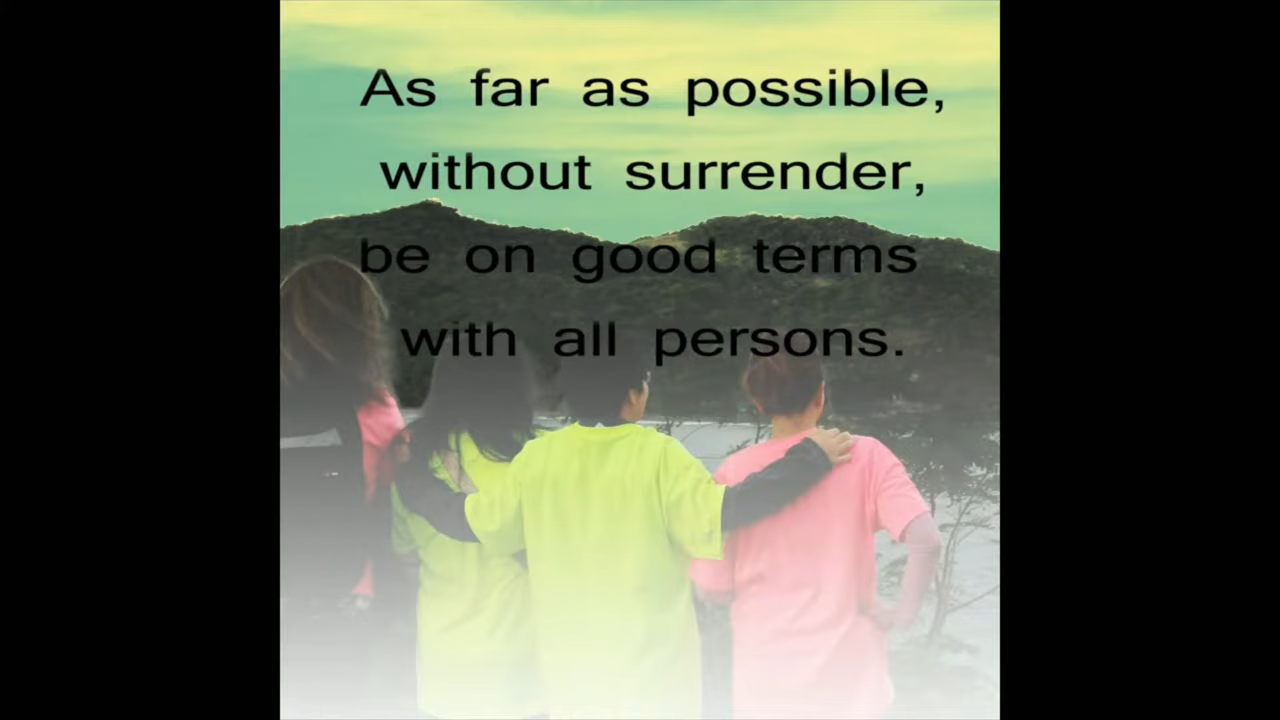 As far as possible,
without surrender,
be on good terms
with all persons.